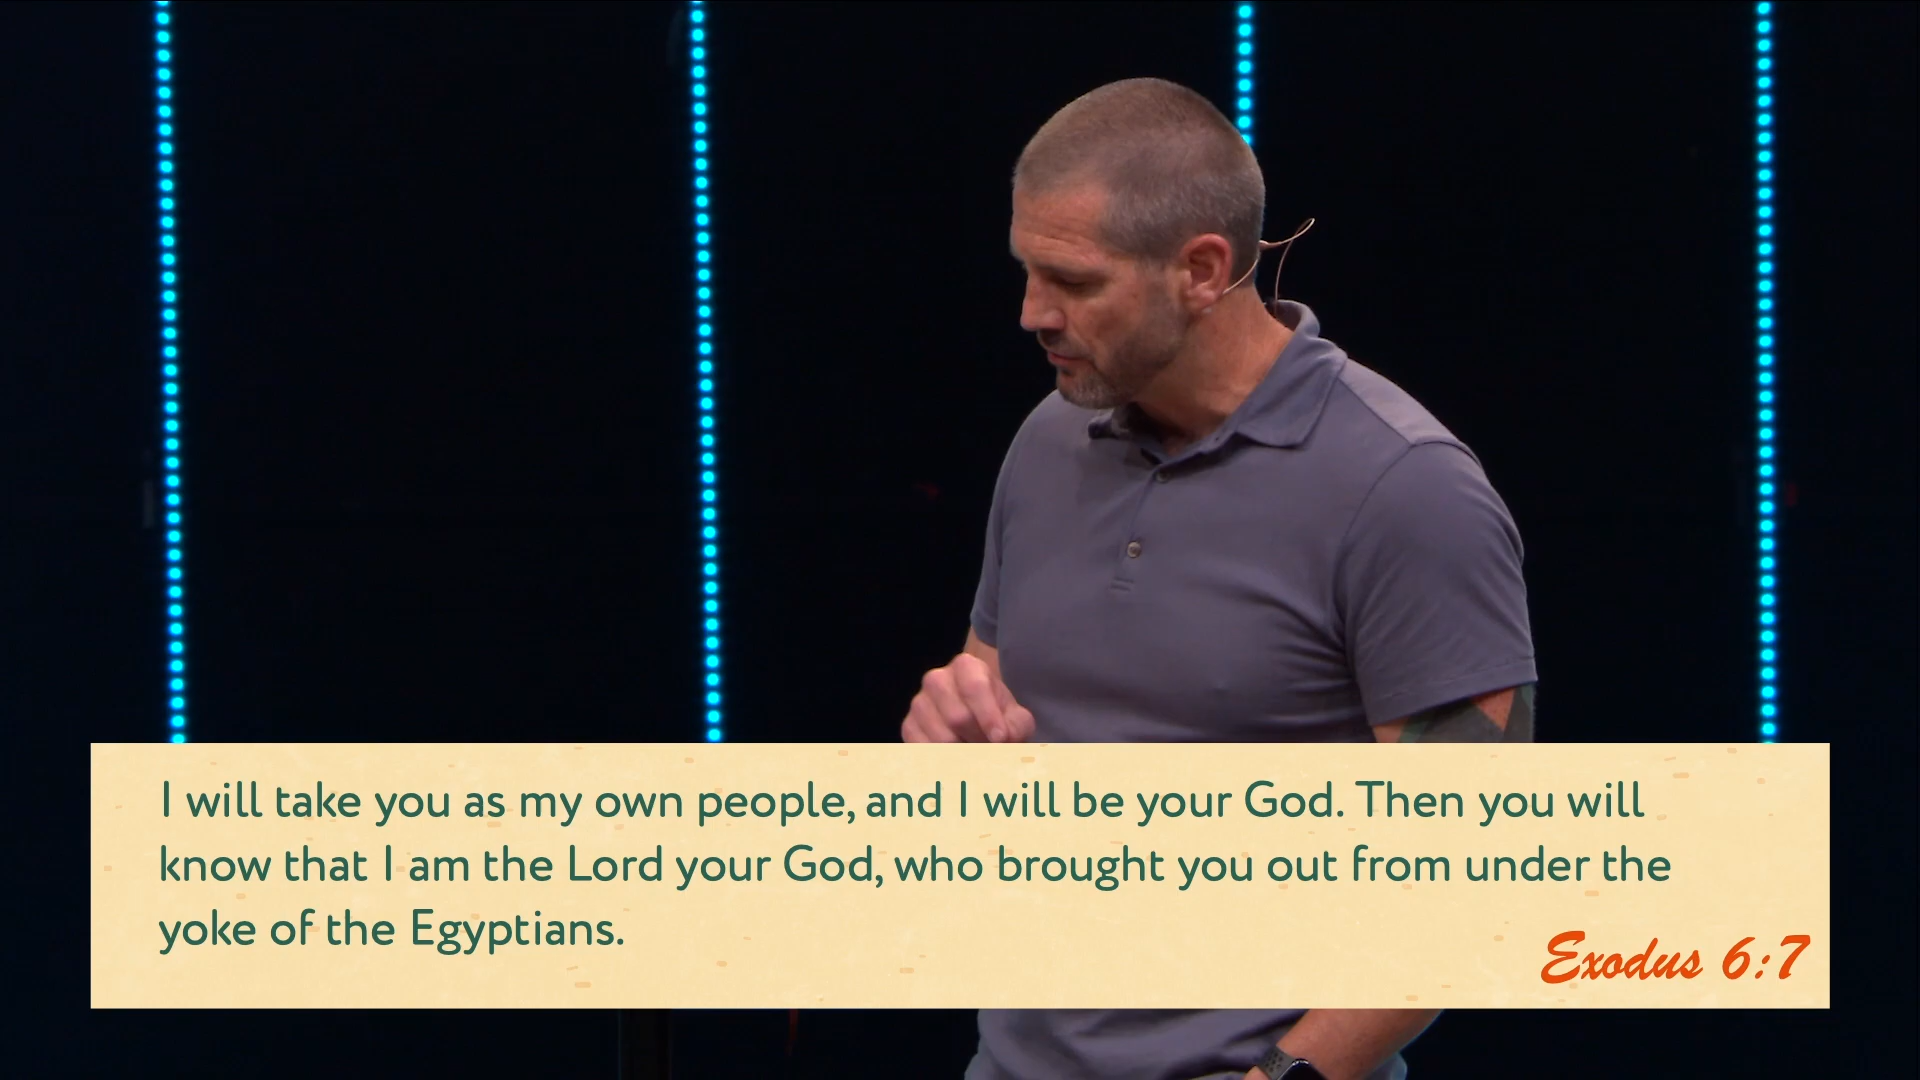 I will take you as my own people, and I will be your God. Then you will
know that I am the Lord your God, who brought you out from under the
yoke of the Egyptians.
Exodus 6:7